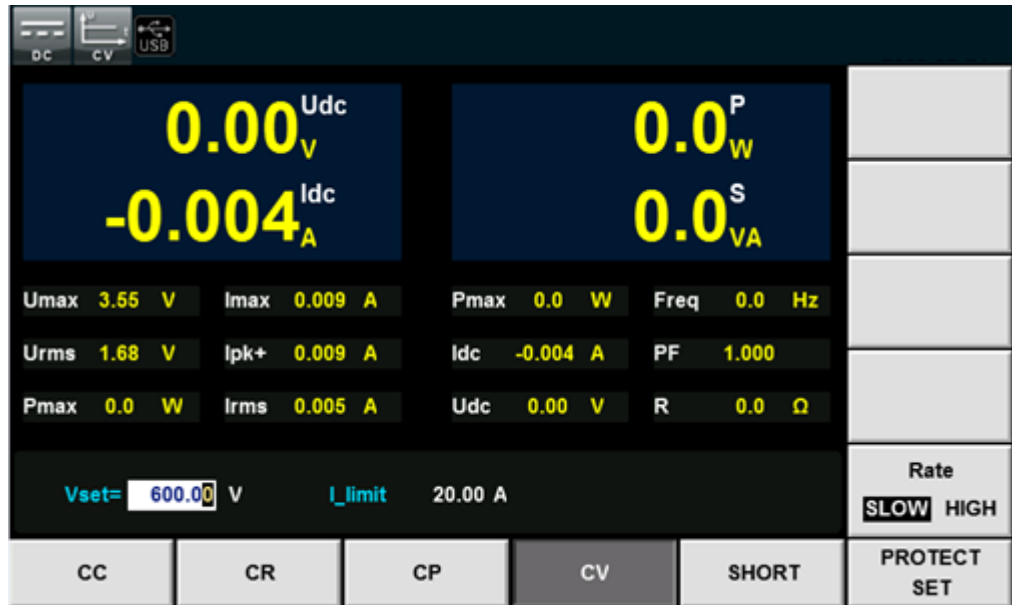 DC CV USB
U t
0.00 Udc V
0.0 P W
-0.004 Idc A
0.0 S VA
Umax 3.55 V Imax 0.009 A Pmax 0.0 W Freq 0.0 Hz
Urms 1.68 V Ipk+ 0.009 A Idc -0.004 A PF 1.000
Pmax 0.0 W Irms 0.005 A Udc 0.00 V R 0.0 Ω
Vset= 600.00 V I_limit 20.00 A
Rate
SLOW HIGH
CC CR CP CV SHORT
PROTECT
SET